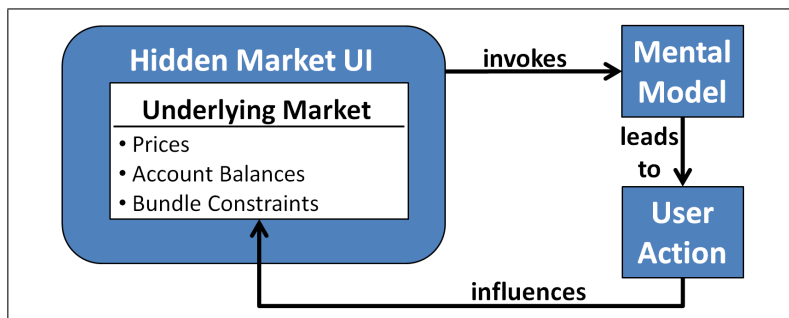 Hidden Market UI
Underlying Market
• Prices
• Account Balances
• Bundle Constraints
invokes
Mental
Model
leads
to
User
Action
influences